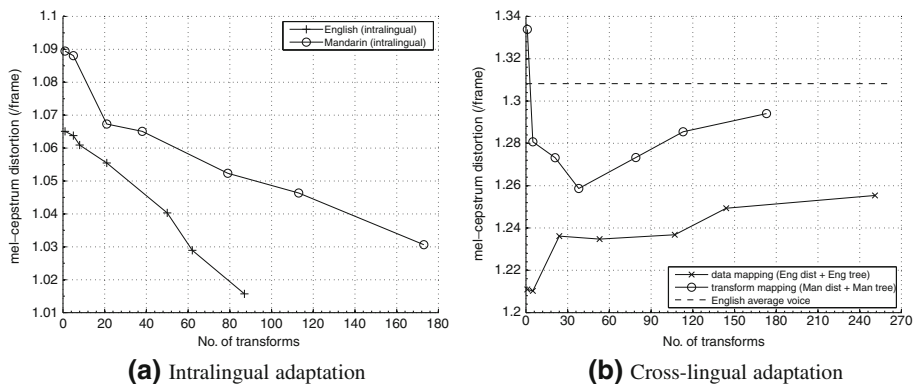 1.1
1.09
1.08
1.07
1.06
1.05
1.04
1.03
1.02
1.01
mel–cepstrum distortion (/frame)
English (intralingual)
Mandarin (intralingual)
0 20 40 60 80 100 120 140 160 180
No. of transforms
(a) Intralingual adaptation
1.34
1.32
1.3
1.28
1.26
1.24
1.22
1.2
mel–cepstrum distortion (/frame)
data mapping (Eng dist + Eng tree)
transform mapping (Man dist + Man tree)
English average voice
0 30 60 90 120 150 180 210 240 270
No. of transforms
(b) Cross-lingual adaptation